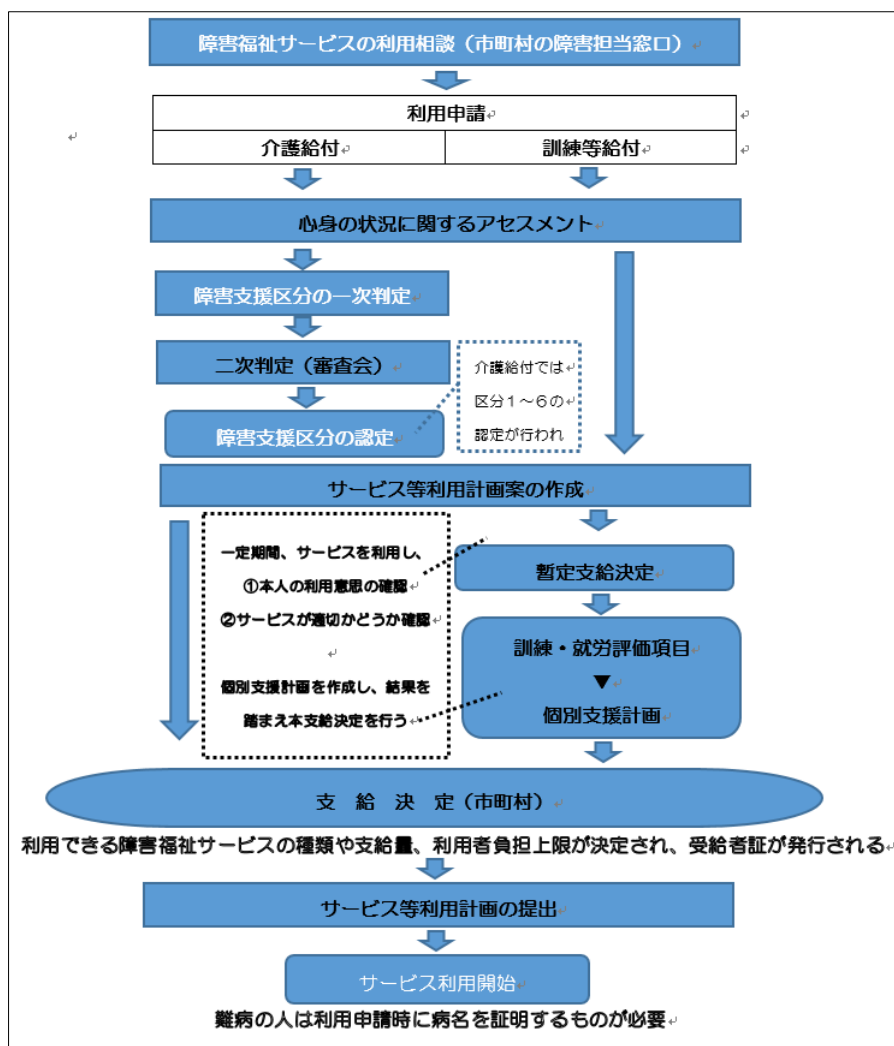 障害福祉サービスの利用相談（市町村の障害担当窓口）
利用申請
介護給付
訓練等給付
心身の状況に関するアセスメント
障害支援区分の一次判定
二次判定（審査会）
介護給付では
区分１～６の
認定が行われ
障害支援区分の認定
サービス等利用計画案の作成
一定期間、サービスを利用し、
①本人の利用意思の確認
②サービスが適切かどうか確認
個別支援計画を作成し、結果を
踏まえ本支給決定を行う
暫定支給決定
訓練・就労評価項目
▼
個別支援計画
支　給　決　定（市町村）
利用できる障害福祉サービスの種類や支給量、利用者負担上限が決定され、受給者証が発行される
サービス等利用計画の提出
サービス利用開始
難病の人は利用申請時に病名を証明するものが必要